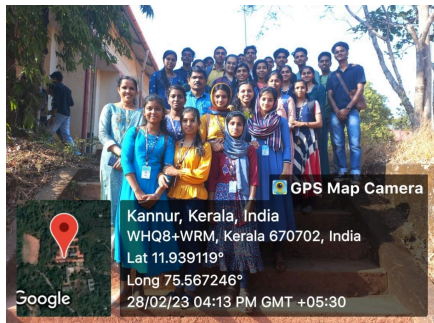 GPS Map Camera
Kannur, Kerala, India
WHQ8+WRM, Kerala 670702, India
Lat 11.939119°
Long 75.567246°
28/02/23 04:13 PM GMT +05:30
Google